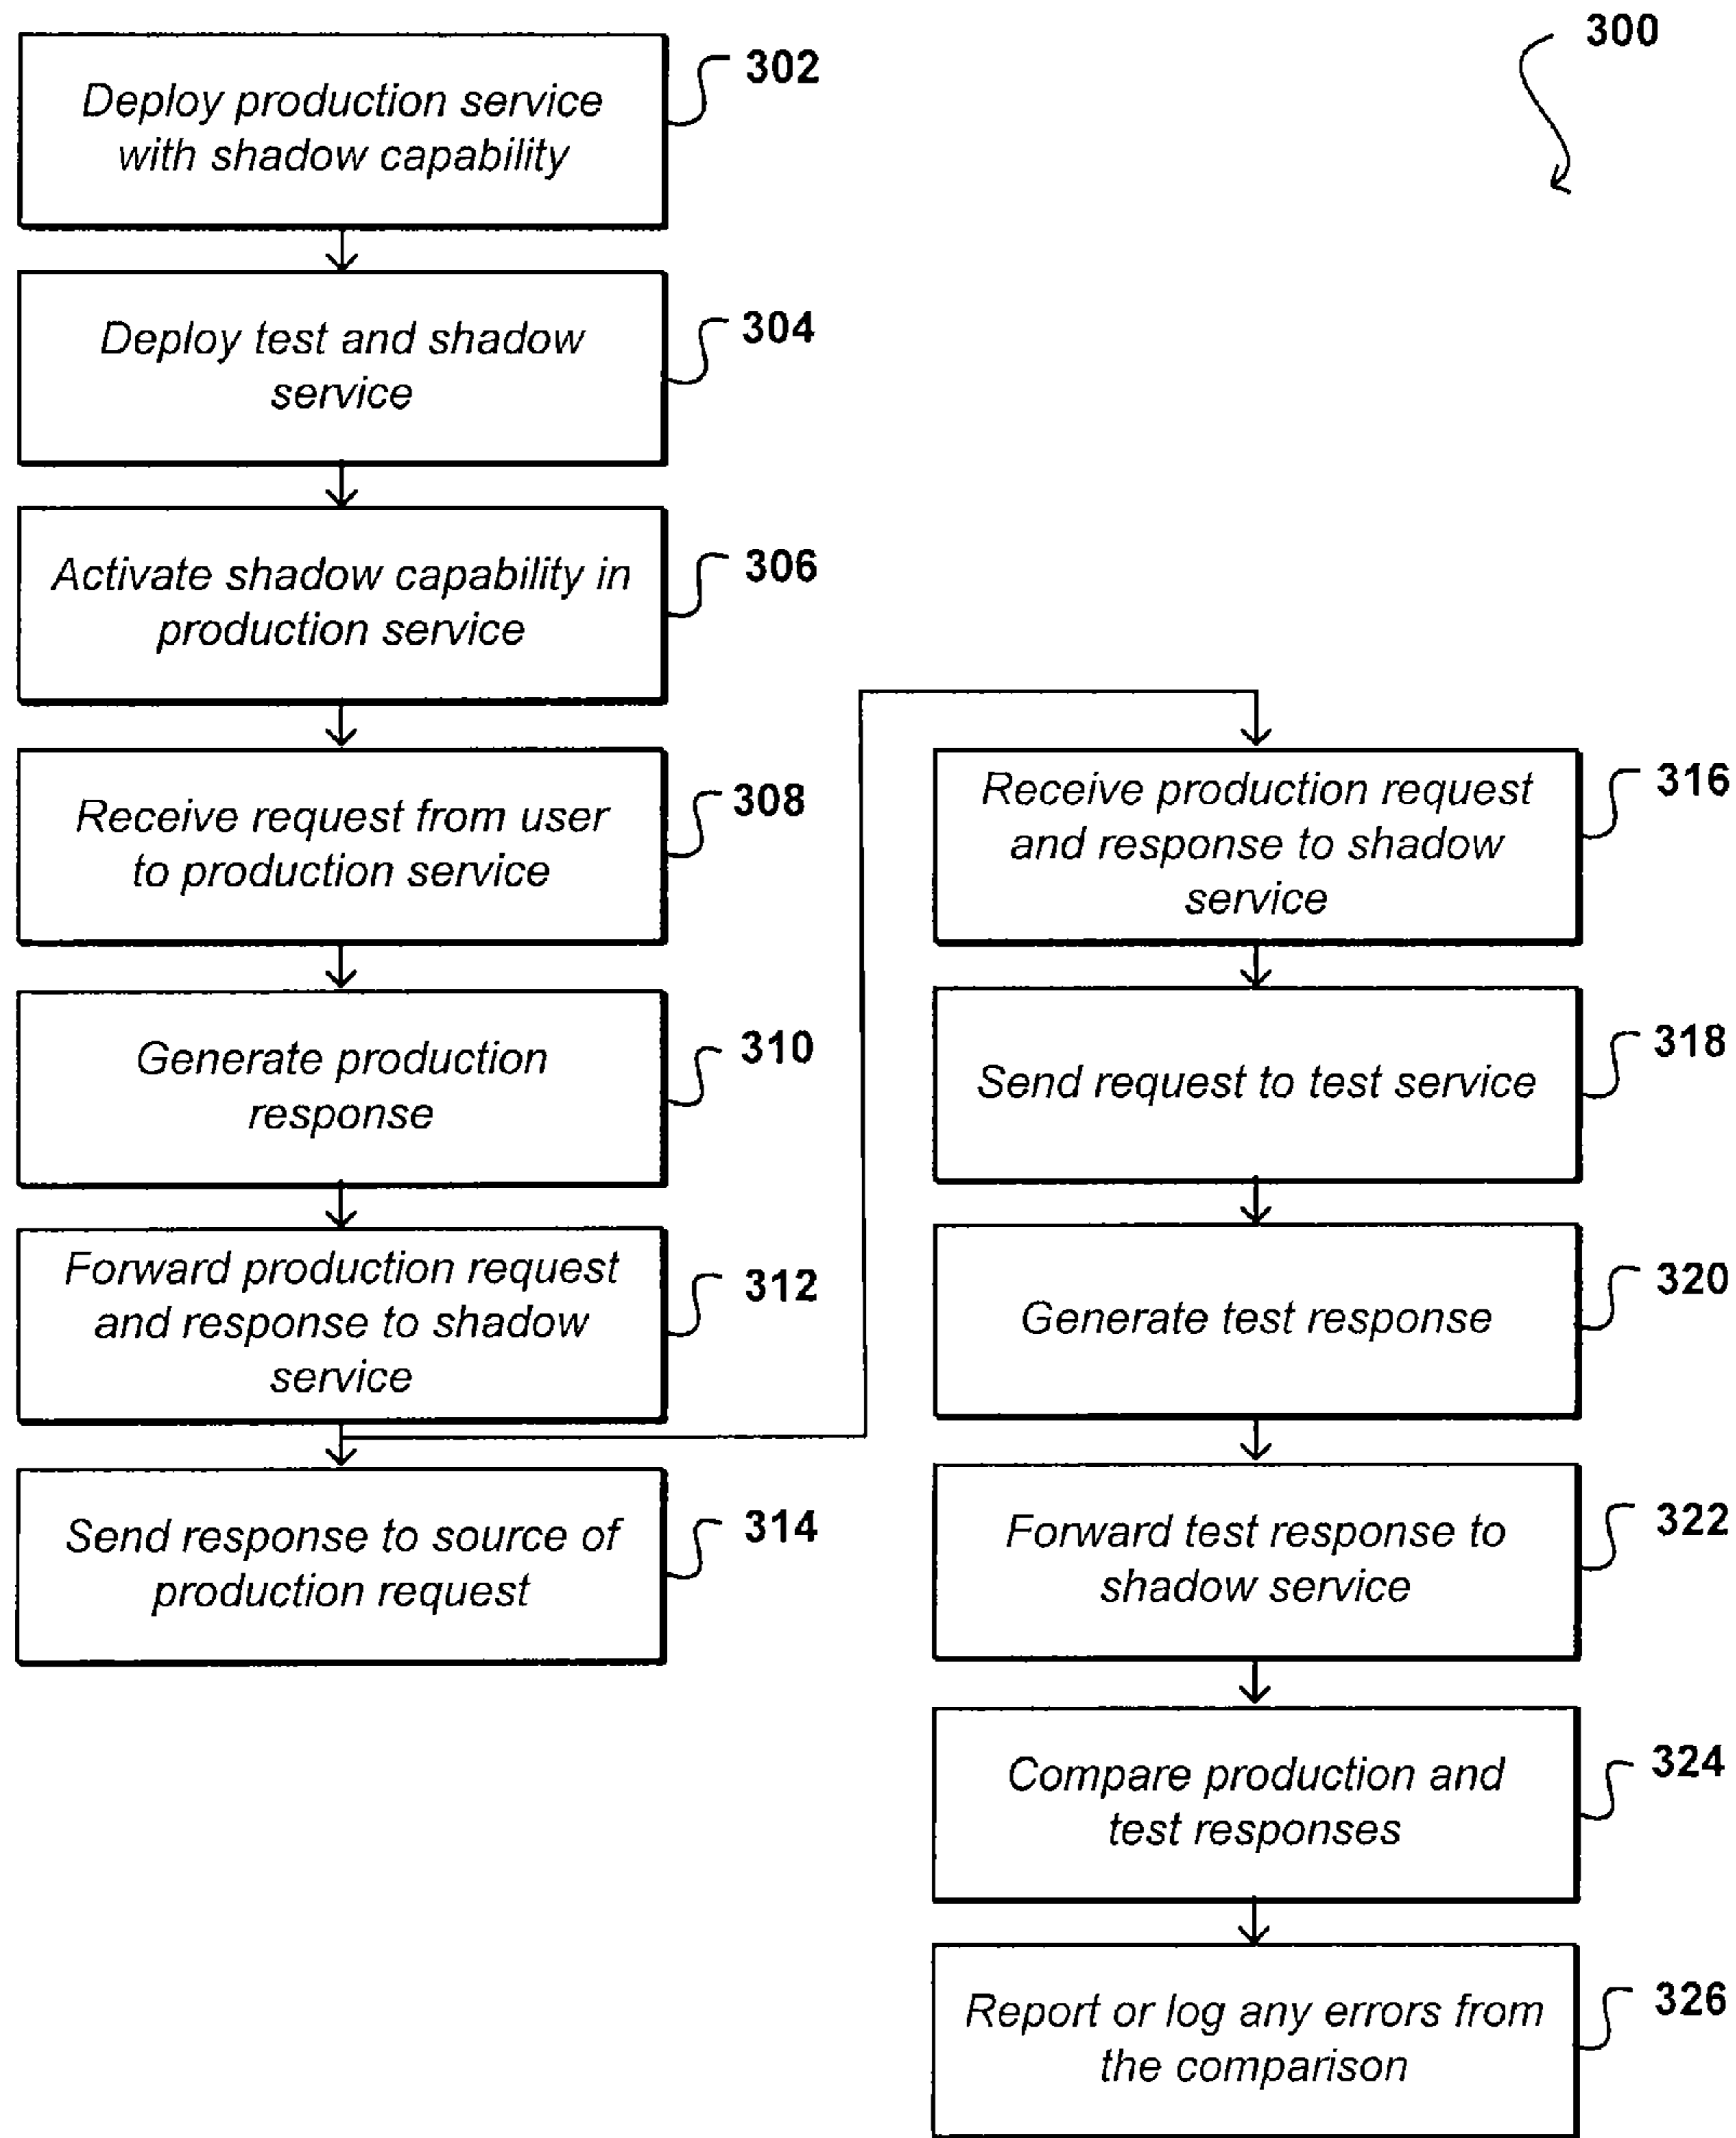 300
Deploy production service
with shadow capability
302
Deploy test and shadow
service
304
Activate shadow capability in
production service
306
Receive request from user
to production service
308
Generate production
response
310
Forward production request
and response to shadow
service
312
Send response to source of
production request
314
Receive production request
and response to shadow
service
316
Send request to test service
318
Generate test response
320
Forward test response to
shadow service
322
Compare production and
test responses
324
Report or log any errors from
the comparison
326